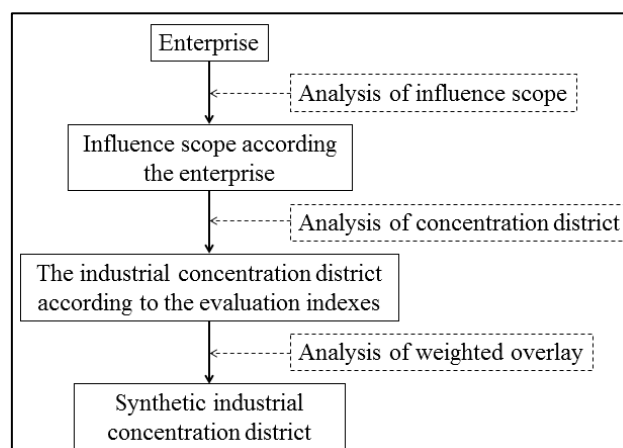 Enterprise
Analysis of influence scope
Influence scope according
the enterprise
Analysis of concentration district
The industrial concentration district
according to the evaluation indexes
Analysis of weighted overlay
Synthetic industrial
concentration district